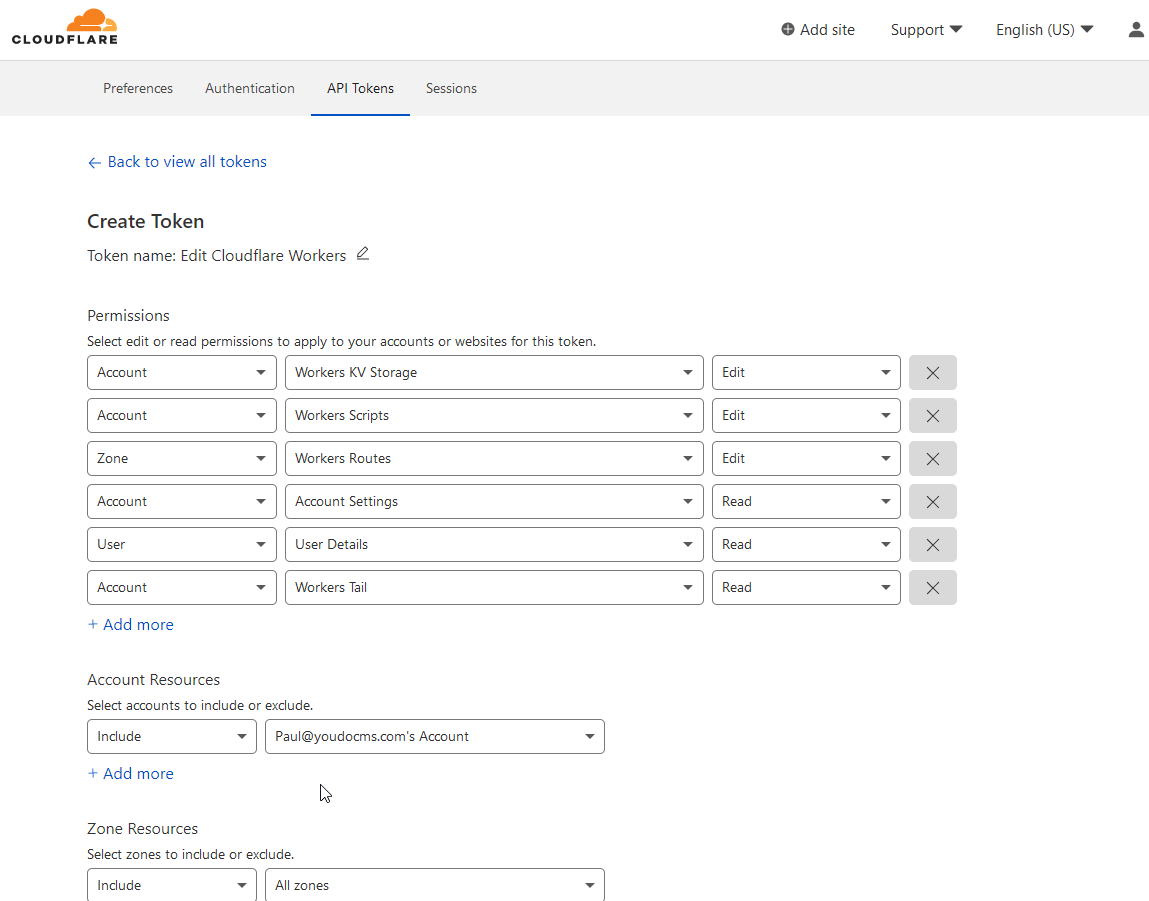 CLOUDFLARE
Add site Support English (US)
Preferences Authentication API Tokens Sessions
← Back to view all tokens
Create Token
Token name: Edit Cloudflare Workers
Permissions
Select edit or read permissions to apply to your accounts or websites for this token.
Account Workers KV Storage Edit
Account Workers Scripts Edit
Zone Workers Routes Edit
Account Account Settings Read
User User Details Read
Account Workers Tail Read
+ Add more
Account Resources
Select accounts to include or exclude.
Include Paul@youdocms.com's Account
+ Add more
Zone Resources
Select zones to include or exclude.
Include All zones